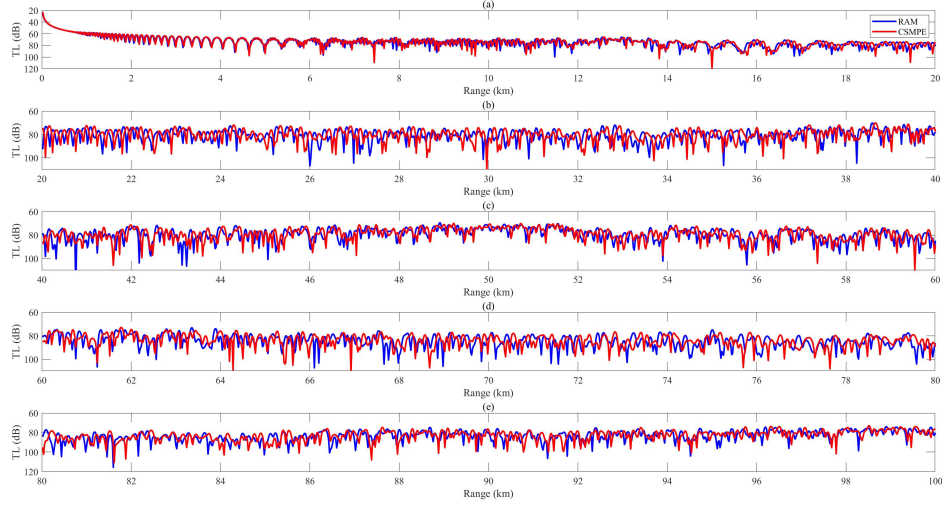 (a)
20
40
60
80
100
120
TL (dB)
RAM
CSMPE
0 2 4 6 8 10 12 14 16 18 20
Range (km)
(b)
60
80
100
TL (dB)
20 22 24 26 28 30 32 34 36 38 40
Range (km)
(c)
60
80
100
TL (dB)
40 42 44 46 48 50 52 54 56 58 60
Range (km)
(d)
60
80
100
TL (dB)
60 62 64 66 68 70 72 74 76 78 80
Range (km)
(e)
60
80
100
120
TL (dB)
80 82 84 86 88 90 92 94 96 98 100
Range (km)